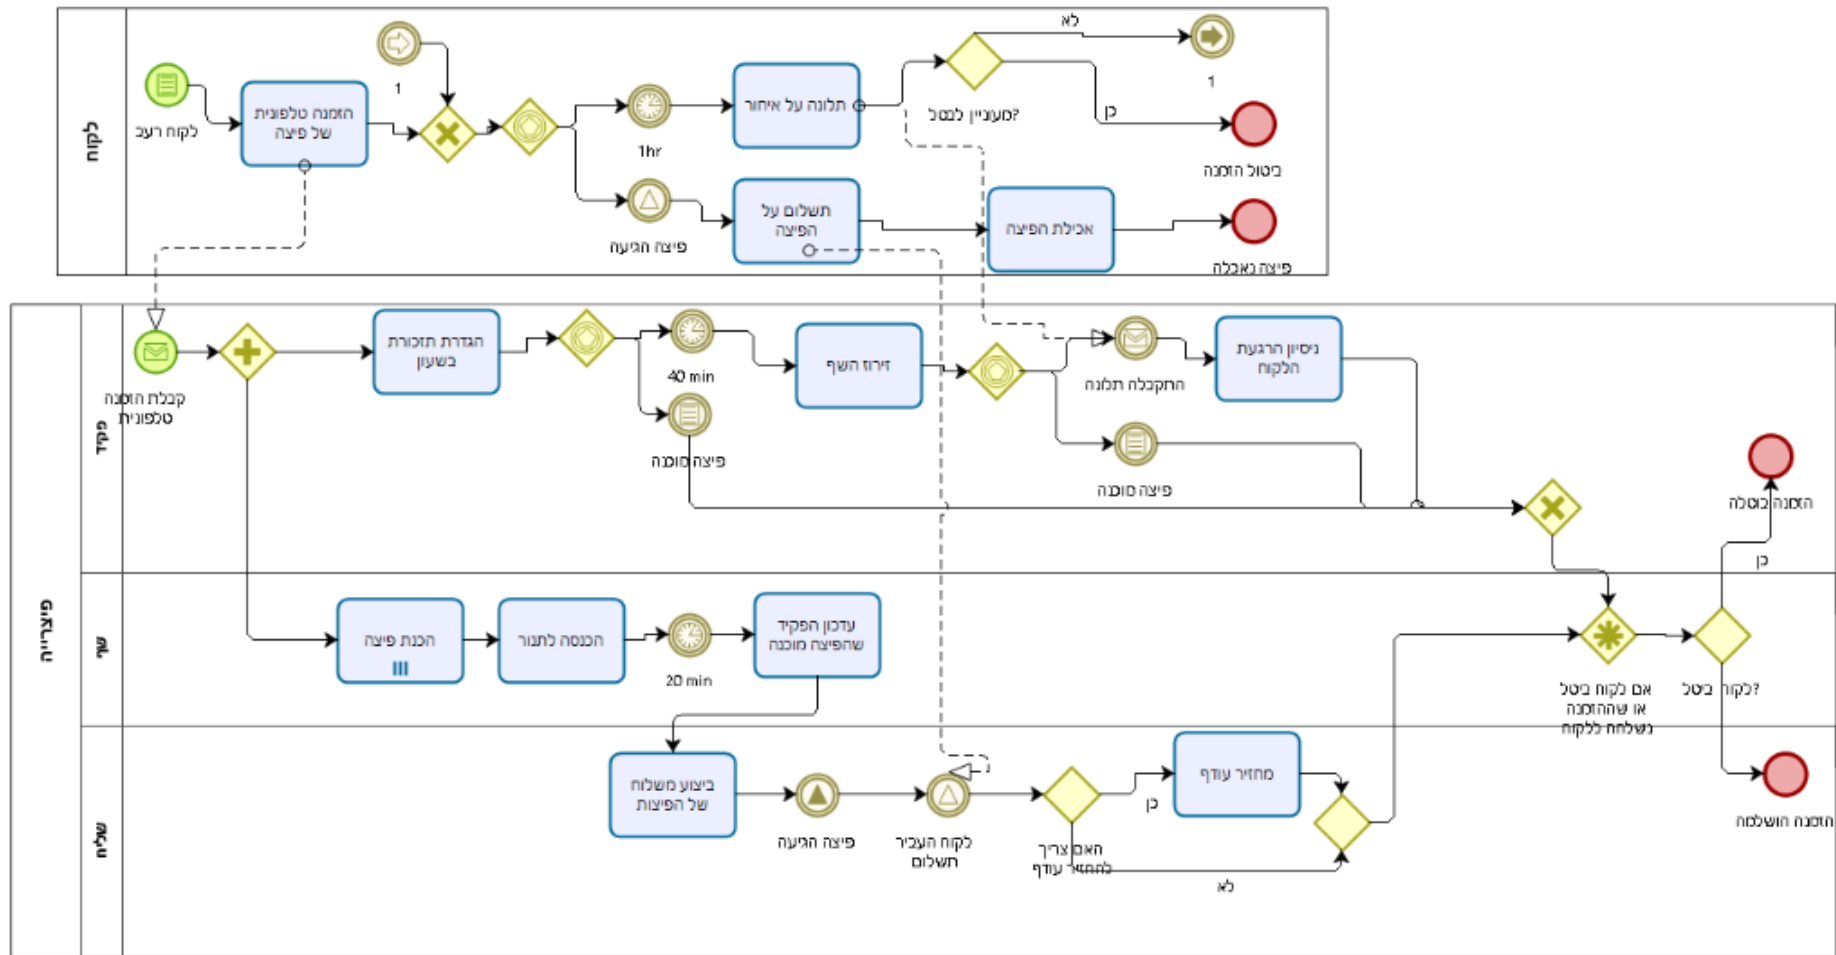 לקוח
לקוח רעב
הזמנה טלפונית
של פיצה
1
1hr
תלונה על איחור
מעוניין לבטל?
לא
1
כן
ביטול הזמנה
פיצה הגיעה
תשלום על
הפיצה
אכילת הפיצה
פיצה נאכלה
פיצרייה
פקיד
קבלת הזמנה
טלפונית
הגדרת תזכורת
בשעון
40 min
פיצה מוכנה
זירוז השף
התקבלה תלונה
ניסיון הרגעת
הלקוח
פיצה מוכנה
הזמנה בוטלה
כן
שף
הכנת פיצה
הכנסה לתנור
20 min
עדכון הפקיד
שהפיצה מוכנה
אם לקוח ביטל
או שההזמנה
נשלחה ללקוח
לקוח ביטל?
שליח
ביצוע משלוח
של הפיצות
פיצה הגיעה
לקוח העביר
תשלום
האם צריך
להחזיר עודף
כן
מחזיר עודף
לא
הזמנה הושלמה